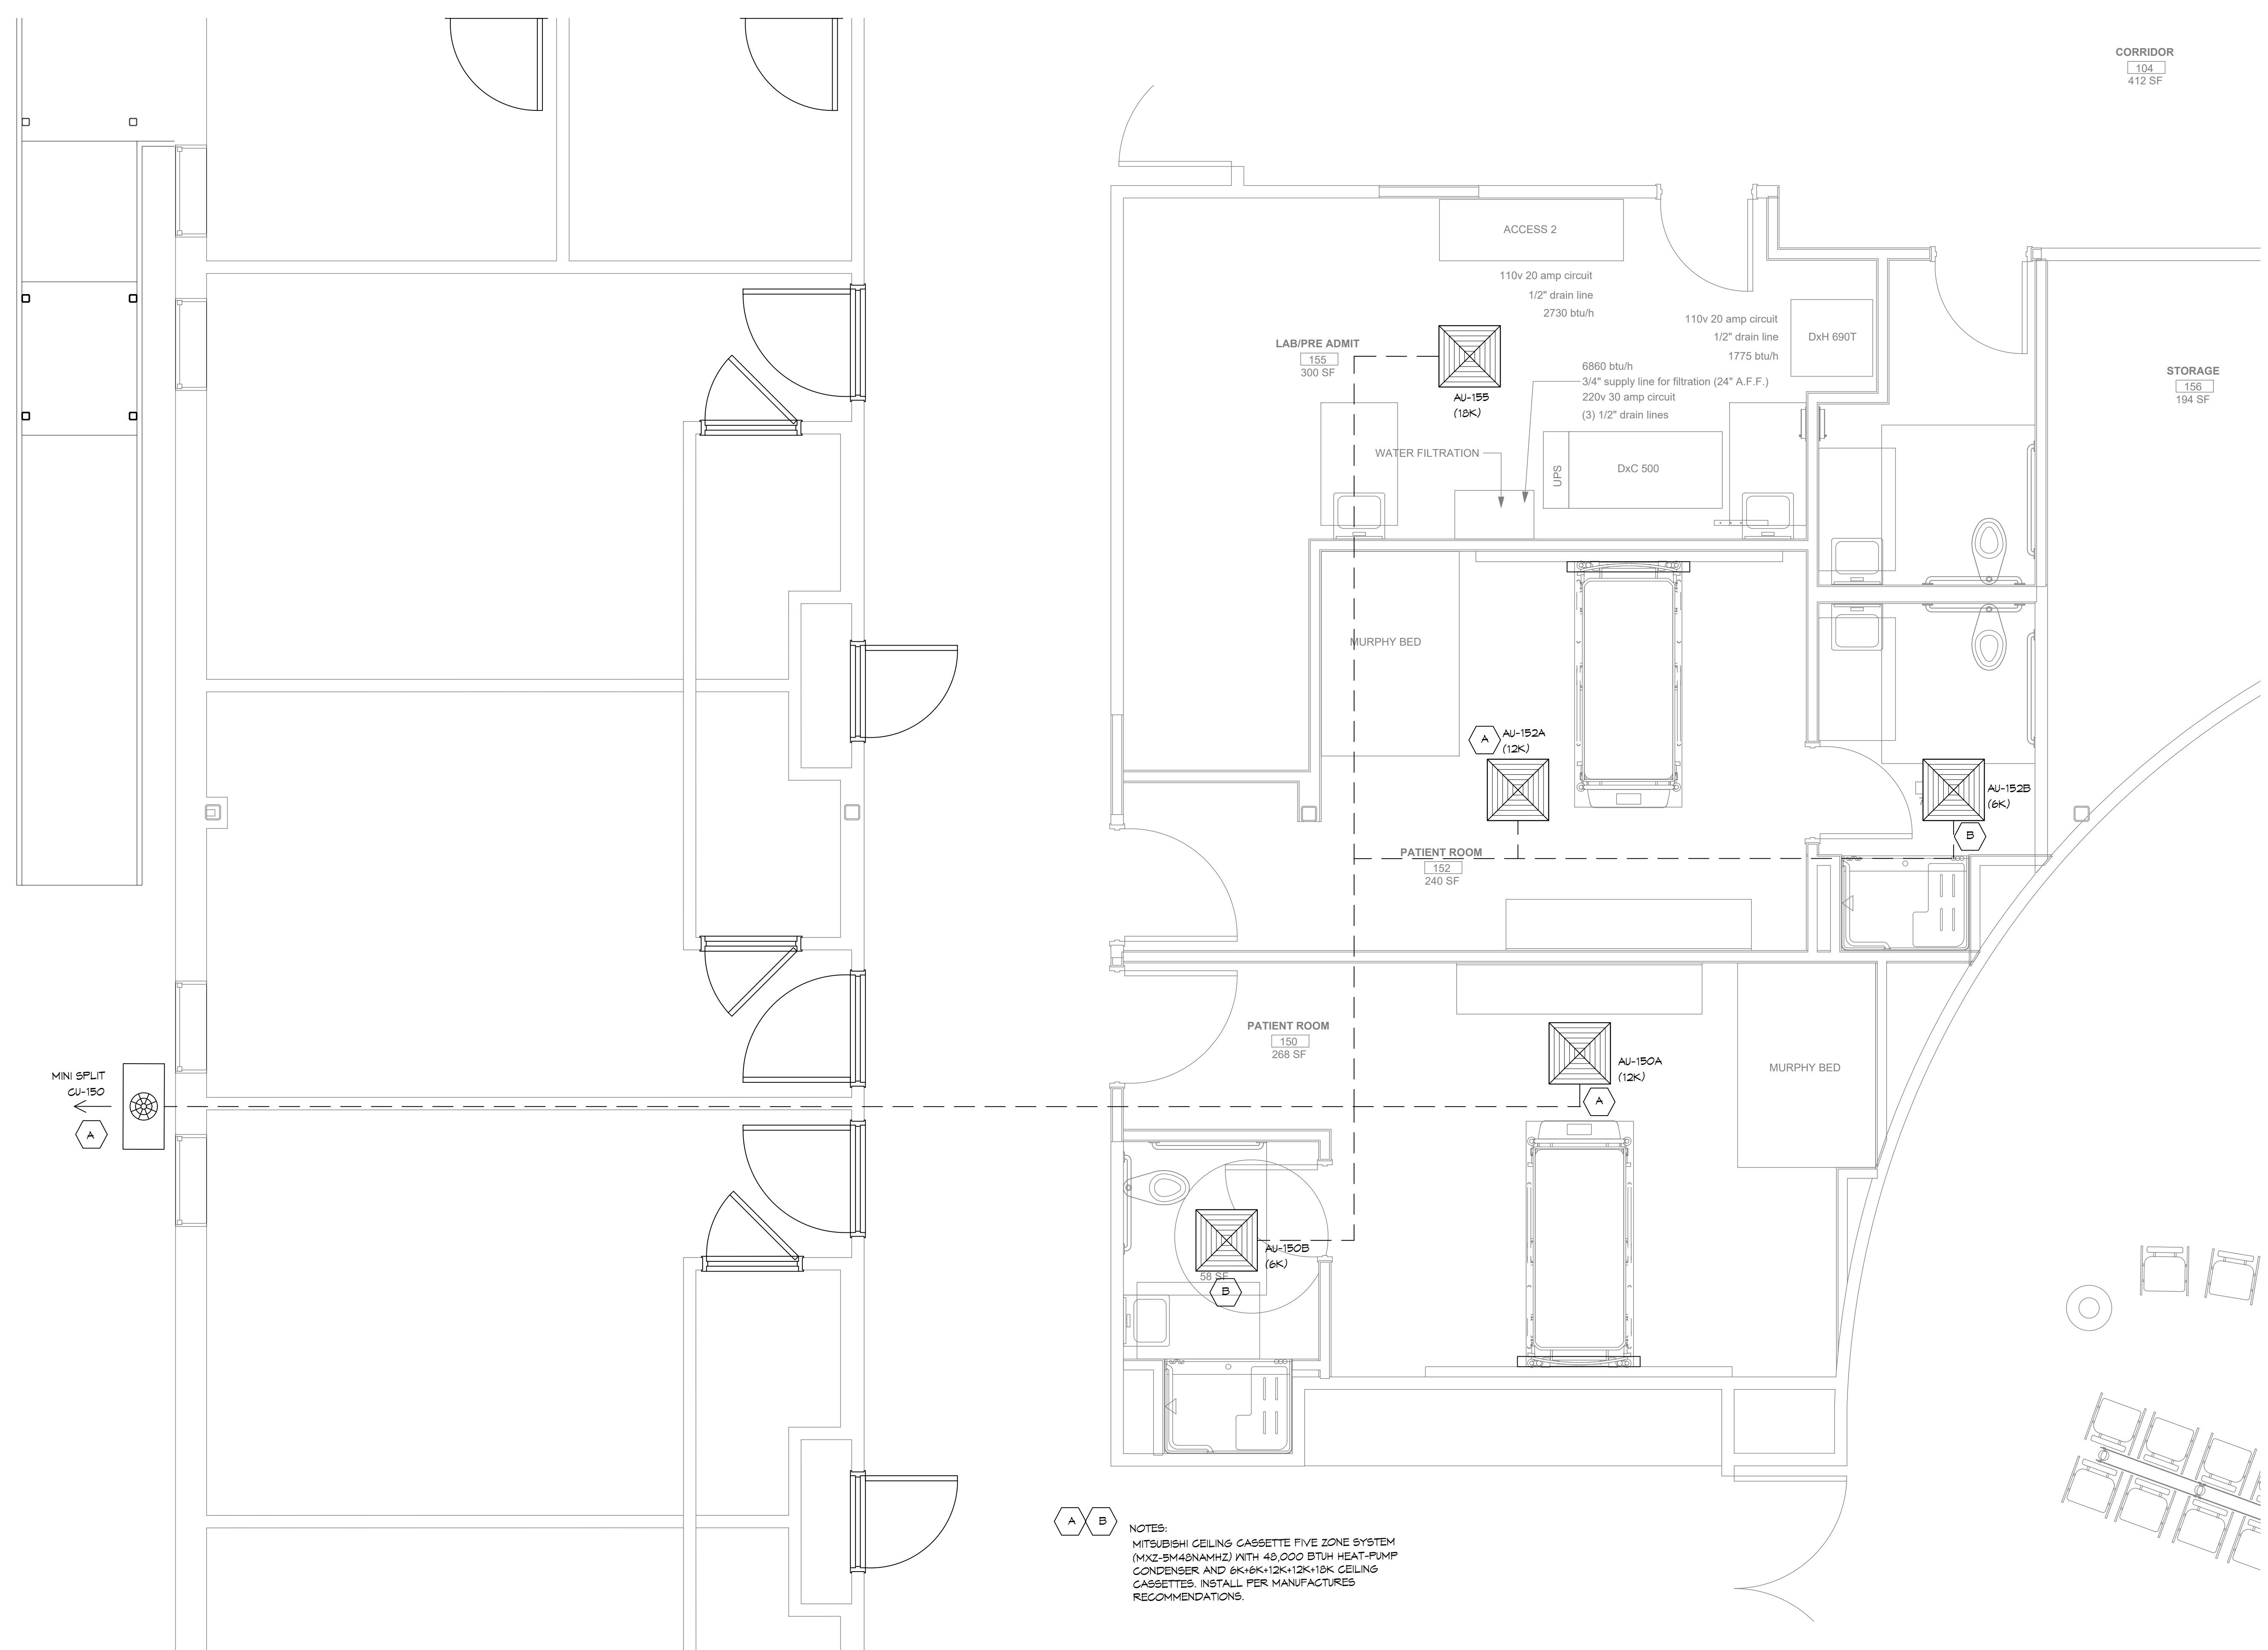 CORRIDOR
104
412 SF
ACCESS 2
110v 20 amp circuit
1/2" drain line
2730 btu/h
110v 20 amp circuit
1/2" drain line
1775 btu/h
DxH 690T
LAB/PRE ADMIT
155
300 SF
AU-155
(18K)
6860 btu/h
3/4" supply line for filtration (24" A.F.F.)
220v 30 amp circuit
(3) 1/2" drain lines
STORAGE
156
194 SF
WATER FILTRATION
UPS
DxC 500
MURPHY BED
A
AU-152A
(12K)
AU-152B
(6K)
B
PATIENT ROOM
152
240 SF
PATIENT ROOM
150
268 SF
AU-150A
(12K)
A
MURPHY BED
MINI SPLIT
CU-150
A
AU-150B
(6K)
58 SF
B
A B
NOTES:
MITSUBISHI CEILING CASSETTE FIVE ZONE SYSTEM
(MXZ-5M48NAMHZ) WITH 48,000 BTUH HEAT-PUMP
CONDENSER AND 6K+6K+12K+12K+18K CEILING
CASSETTES. INSTALL PER MANUFACTURES
RECOMMENDATIONS.